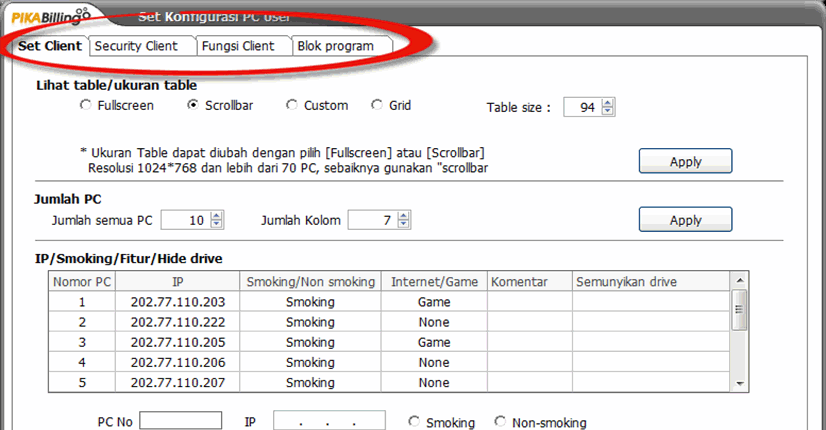 PIKABilling Set Konfigurasi PC user
Set Client Security Client Fungsi Client Blok program
Lihat table/ukuran table
Fullscreen Scrollbar Custom Grid Table size : 94
* Ukuran Table dapat diubah dengan pilih [Fullscreen] atau [Scrollbar]
Resolusi 1024*768 dan lebih dari 70 PC, sebaiknya gunakan "scrollbar
Apply
Jumlah PC
Jumlah semua PC 10 Jumlah Kolom 7 Apply
IP/Smoking/Fitur/Hide drive
Nomor PC IP Smoking/Non smoking Internet/Game Komentar Semunyikan drive
1 202.77.110.203 Smoking Game
2 202.77.110.222 Smoking None
3 202.77.110.205 Smoking Game
4 202.77.110.206 Smoking None
5 202.77.110.207 Smoking None
PC No IP . . . Smoking Non-smoking